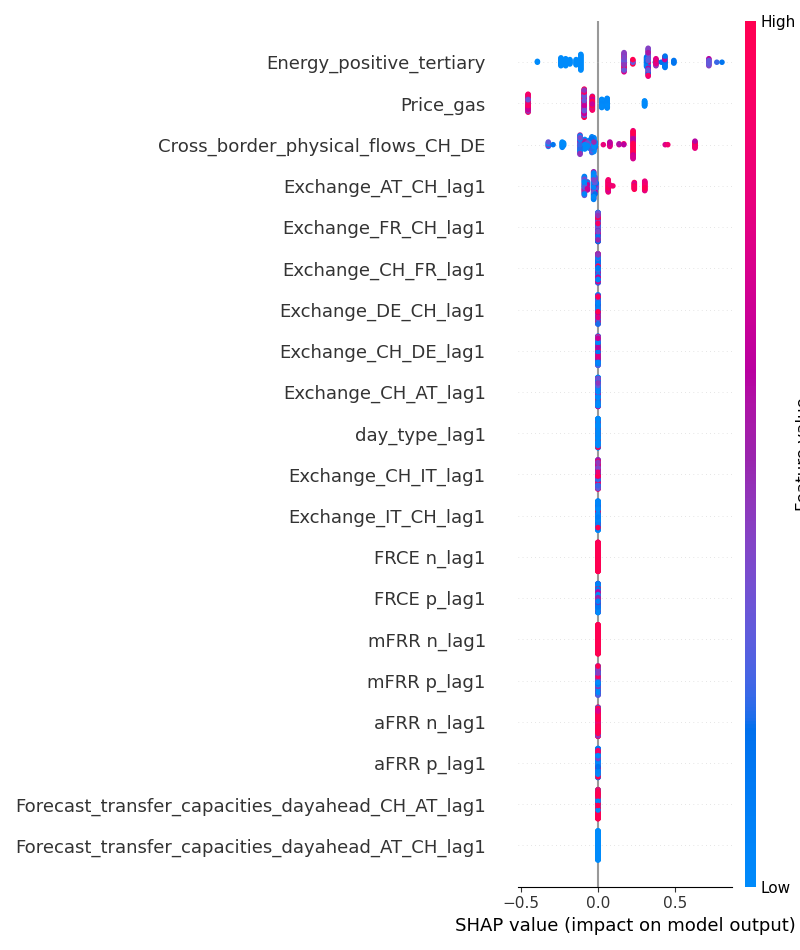 High
Energy_positive_tertiary
Price_gas
Cross_border_physical_flows_CH_DE
Exchange_AT_CH_lag1
Exchange_FR_CH_lag1
Exchange_CH_FR_lag1
Exchange_DE_CH_lag1
Exchange_CH_DE_lag1
Exchange_CH_AT_lag1
day_type_lag1
Exchange_CH_IT_lag1
Exchange_IT_CH_lag1
FRCE n_lag1
FRCE p_lag1
mFRR n_lag1
mFRR p_lag1
aFRR n_lag1
aFRR p_lag1
Forecast_transfer_capacities_dayahead_CH_AT_lag1
Forecast_transfer_capacities_dayahead_AT_CH_lag1
Low
−0.5 0.0 0.5
SHAP value (impact on model output)